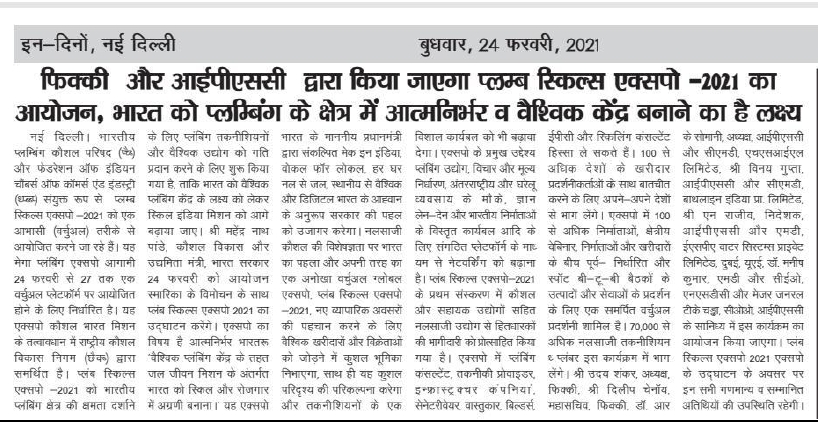 इन–दिनों, नई दिल्ली
बुधवार, 24 फरवरी, 2021
फिक्की और आईपीएससी द्वारा किया जाएगा प्लम्ब स्किल्स एक्सपो –2021 का
आयोजन, भारत को प्लम्बिंग के क्षेत्र में आत्मनिर्भर व वैश्विक केंद्र बनाने का है लक्ष्य
नई दिल्ली। भारतीय
प्लम्बिंग कौशल परिषद
और फेडरेशन ऑफ इंडियन
चौंबर्स ऑफ कॉमर्स एंड इंडस्ट्री
संयुक्त रूप से प्लम्ब
स्किल्स एक्सपो –2021 को एक
आभासी (वर्चुअल) तरीके से
आयोजित करने जा रहे हैं। यह
मेगा प्लंबिंग एक्सपो आगामी
24 फरवरी से 27 तक एक
वर्चुअल प्लेटफॉर्म पर आयोजित
होने के लिए निर्धारित है। यह
एक्सपो कौशल भारत मिशन
के तत्वावधान में राष्ट्रीय कौशल
विकास निगम द्वारा
समर्थित है। प्लंब स्किल्स
एक्सपो –2021 को भारतीय
प्लंबिंग क्षेत्र की क्षमता दर्शाने
के लिए प्लंबिंग तकनीशियनों
और वैश्विक उद्योग को गति
प्रदान करने के लिए शुरू किया
गया है, ताकि भारत को वैश्विक
प्लंबिंग केंद्र के लक्ष्य को लेकर
स्किल इंडिया मिशन को आगे
बढ़ाया जाए। श्री महेंद्र नाथ
पांडे, कौशल विकास और
उद्यमिता मंत्री, भारत सरकार
24 फरवरी को आयोजन
स्मारिका के विमोचन के साथ
प्लंब स्किल्स एक्सपो 2021 का
उद्घाटन करेंगे। एक्सपो का
विषय है आत्मनिर्भर भारतरू
'वैश्विक प्लंबिंग केंद्र के तहत
जल जीवन मिशन के अंतर्गत
भारत को स्किल और रोजगार
में अग्रणी बनाना। यह एक्सपो
भारत के माननीय प्रधानमंत्री
द्वारा संकल्पित मेक इन इंडिया,
वोकल फॉर लोकल, हर घर
नल से जल, स्थानीय से वैश्विक
और डिजिटल भारत के आह्वान
के अनुरूप सरकार की पहल
को उजागर करेगा। नलसाजी
कौशल की विशेषज्ञता पर भारत
का पहला और अपनी तरह का
एक अनोखा वर्चुअल ग्लोबल
एक्सपो, प्लंब स्किल्स एक्सपो
–2021, नए व्यापारिक अवसरों
की पहचान करने के लिए
वैश्विक खरीदारों और विक्रेताओं
को जोड़ने में कुशल भूमिका
निभाएगा, साथ ही यह कुशल
परिदृश्य की परिकल्पना करेगा
और तकनीशियनों के एक
विशाल कार्यबल को भी बढ़ावा
देगा। एक्सपो के प्रमुख उद्देश्य
प्लंबिंग उद्योग, विचार और मूल्य
निर्धारण, अंतरराष्ट्रीय और घरेलू
व्यवसाय के मौके, ज्ञान
लेन–देन और भारतीय निर्माताओं
के विस्तृत कार्यबल आदि के
लिए संगठित प्लेटफॉर्म के माध्
यम से नेटवर्किंग को बढ़ाना
है। प्लंब स्किल्स एक्सपो–2021
के प्रथम संस्करण में कौशल
और सहायक उद्योगों सहित
नलसाजी उद्योग से हितधारकों
की भागीदारी को प्रोत्साहित किया
गया है। एक्सपो में प्लंबिंग
कंसल्टेंट, तकनीकी प्रोवाइडर,
इन्फ्रास्ट्रक्चर कंपनियां,
सेनेटरीवेयर, वास्तुकार, बिल्डर्स,
ईपीसी और स्किलिंग कंसल्टेंट
हिस्सा ले सकते हैं। 100 से
अधिक देशों के खरीदार
प्रदर्शनीकर्ताओं के साथ बातचीत
करने के लिए अपने–अपने देशों
से भाग लेंगे। एक्सपो में 100
से अधिक निर्माताओं, क्षेत्रीय
वेबिनार, निर्माताओं और खरीदारों
के बीच पूर्व– निर्धारित और
स्पॉट बी–टू–बी बैठकों के
उत्पादों और सेवाओं के प्रदर्शन
के लिए एक समर्पित वर्चुअल
प्रदर्शनी शामिल है। 70,000 से
अधिक नलसाजी तकनीशियन
ध प्लंबर इस कार्यक्रम में भाग
लेंगे। श्री उदय शंकर, अध्यक्ष,
फिक्की, श्री दिलीप चेनॉय,
महासचिव, फिक्की, डॉ. आर
के सोमानी, अध्यक्ष, आईपीएससी
और सीएमडी, एचएसआईएल
लिमिटेड, श्री विनय गुप्ता,
आईपीएससी और सीएमडी,
बाथलाइन इंडिया प्रा. लिमिटेड,
श्री एन राजीव, निदेशक,
आईपीएससी और एमडी,
ईएसपीए वाटर सिस्टम्स प्राइवेट
लिमिटेड, दुबई, यूएई, डॉ. मनीष
कुमार, एमडी और सीईओ,
एनएसडीसी और मेजर जनरल
टीके चड्ढा, सीओओ, आईपीएससी
के सानिध्य में इस कार्यक्रम का
आयोजन किया जाएगा। प्लंब
स्किल्स एक्सपो 2021 एक्सपो
के उद्घाटन के अवसर पर
इन सभी गणमान्य व सम्मानित
अतिथियों की उपस्थिति रहेगी।